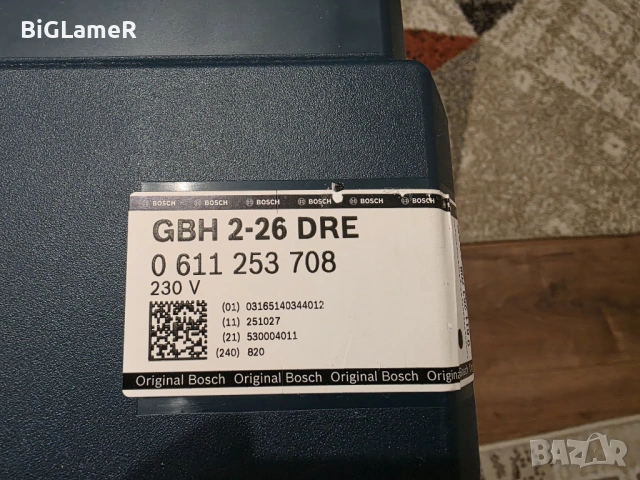 BiGLameR
BOSCH BOSCH BOSCH BOSCH BOSCH BOSCH
GBH 2-26 DRE
0 611 253 708
230 V
(01) 03165140344012
(11) 251027
(21) 530004011
(240) 820
Original Bosch Original Bosch Original Bosch Original Bosch
BAZAR